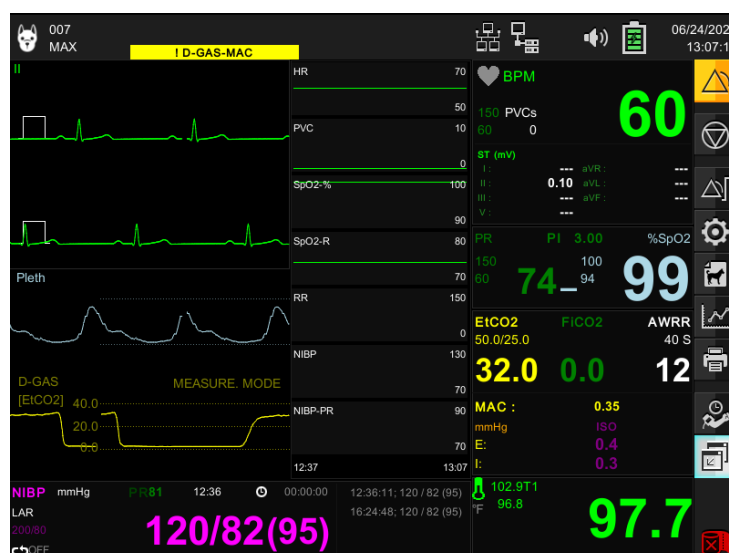 007
MAX
! D-GAS-MAC
06/24/202
13:07:1
II
HR 70
50
PVC 10
0
SpO2-% 100
90
SpO2-R 80
70
RR 150
0
NIBP 130
70
NIBP-PR 90
70
12:37 13:07
Pleth
D-GAS MEASURE. MODE
[EtCO2] 40.0
20.0
0.0
BPM
150 PVCs
60 0
60
ST (mV)
I : --- aVR : ---
II : 0.10 aVL : ---
III : --- aVF : ---
V : ---
PR PI 3.00 %SpO2
150 100
60 74 94 99
EtCO2 FiCO2 AWRR
50.0/25.0 40 S
32.0 0.0 12
MAC : 0.35
mmHg ISO
E: 0.4
I: 0.3
NIBP mmHg PR81 12:36 00:00:00 12:36:11; 120 / 82 (95)
LAR 16:24:48; 120 / 82 (95)
200/80
120/82(95)
OFF
102.9T1
°F 96.8
97.7